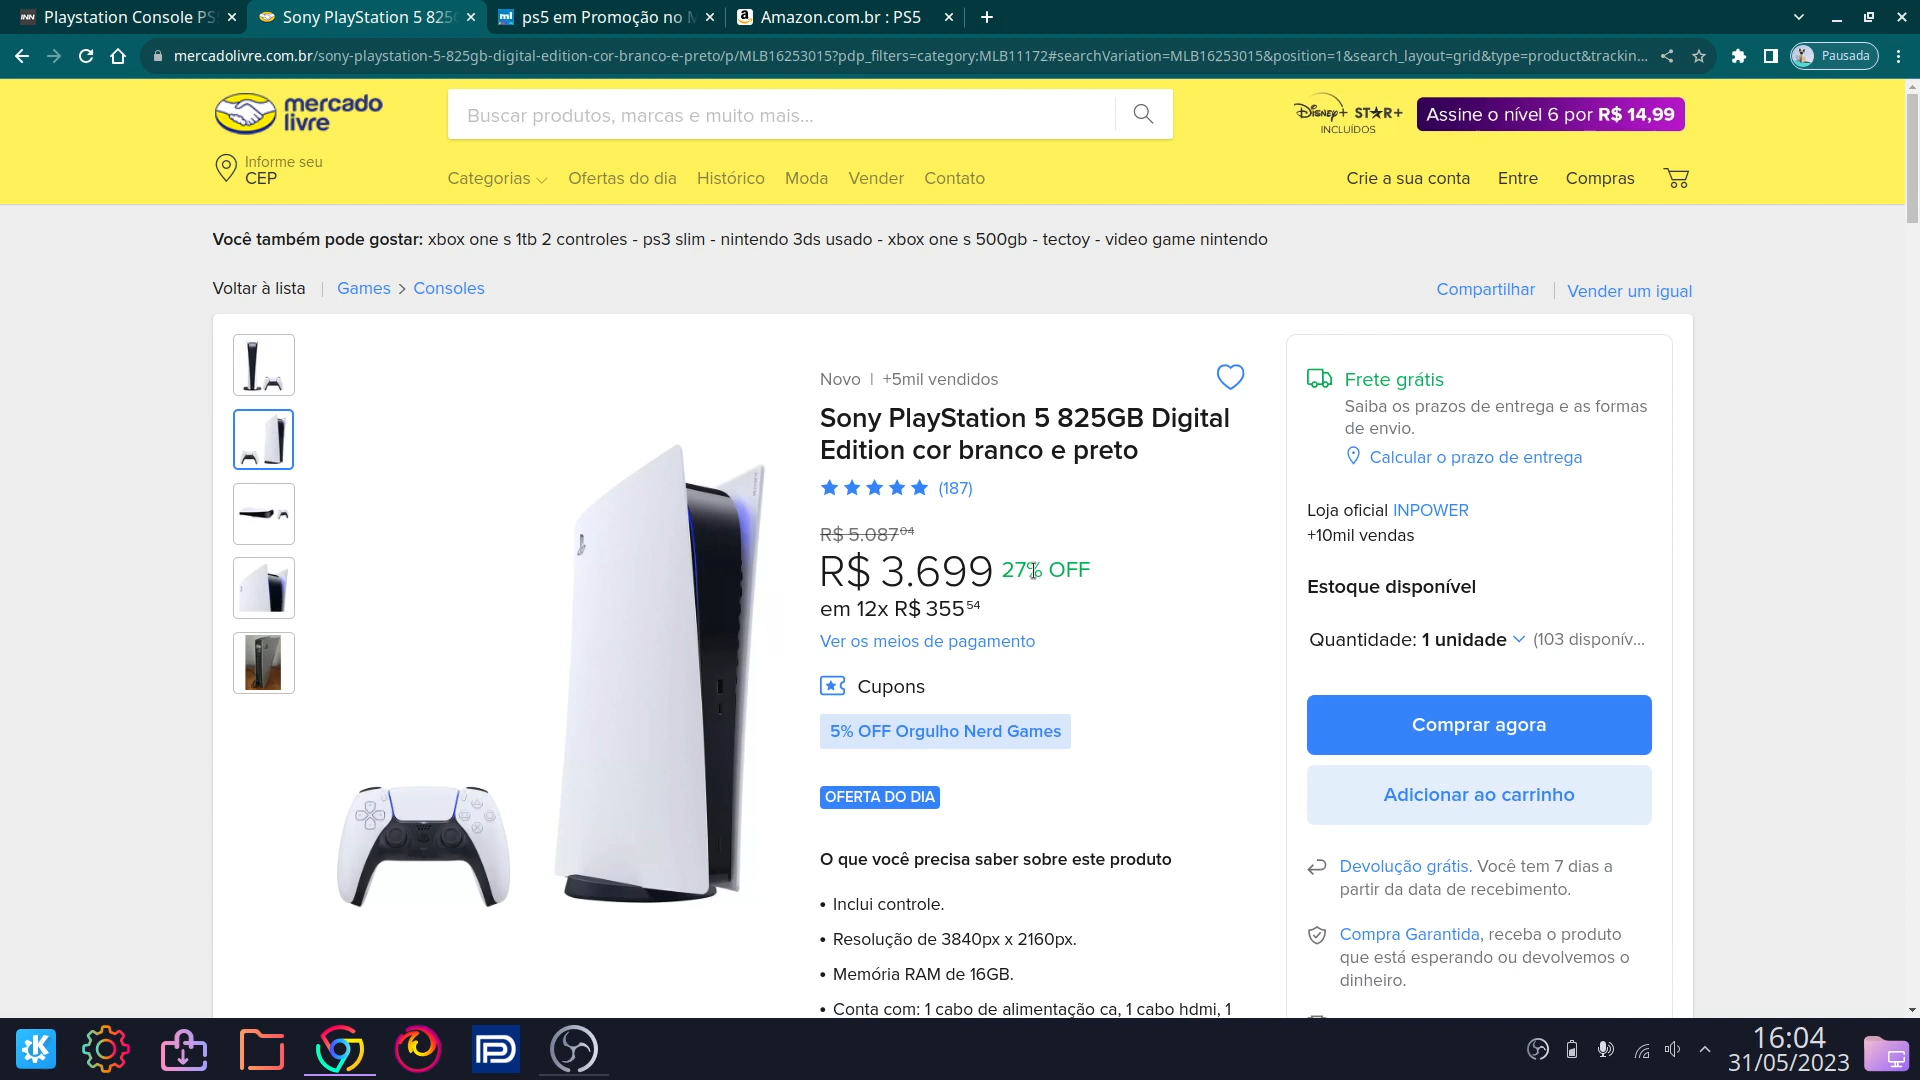 Playstation Console PS
Sony PlayStation 5 825G
ps5 em Promoção no M
Amazon.com.br : PS5
mercadolivre.com.br/sony-playstation-5-825gb-digital-edition-cor-branco-e-preto/p/MLB16253015?pdp_filters=category:MLB11172#searchVariation=MLB16253015&position=1&search_layout=grid&type=product&trackin...
Pausada
mercado
livre
Buscar produtos, marcas e muito mais...
Disney+ STAR+
INCLUÍDOS
Assine o nível 6 por R$ 14,99
Informe seu
CEP
Categorias
Ofertas do dia
Histórico
Moda
Vender
Contato
Crie a sua conta
Entre
Compras
Você também pode gostar: xbox one s 1tb 2 controles - ps3 slim - nintendo 3ds usado - xbox one s 500gb - tectoy - video game nintendo
Voltar à lista
Games > Consoles
Compartilhar
Vender um igual
Novo | +5mil vendidos
Sony PlayStation 5 825GB Digital
Edition cor branco e preto
(187)
R$ 5.087 04
R$ 3.699 27% OFF
em 12x R$ 355 54
Ver os meios de pagamento
Cupons
5% OFF Orgulho Nerd Games
OFERTA DO DIA
O que você precisa saber sobre este produto
• Inclui controle.
• Resolução de 3840px x 2160px.
• Memória RAM de 16GB.
• Conta com: 1 cabo de alimentação ca, 1 cabo hdmi, 1
Frete grátis
Saiba os prazos de entrega e as formas
de envio.
Calcular o prazo de entrega
Loja oficial INPOWER
+10mil vendas
Estoque disponível
Quantidade: 1 unidade (103 disponív...
Comprar agora
Adicionar ao carrinho
Devolução grátis. Você tem 7 dias a
partir da data de recebimento.
Compra Garantida, receba o produto
que está esperando ou devolvemos o
dinheiro.
16:04
31/05/2023